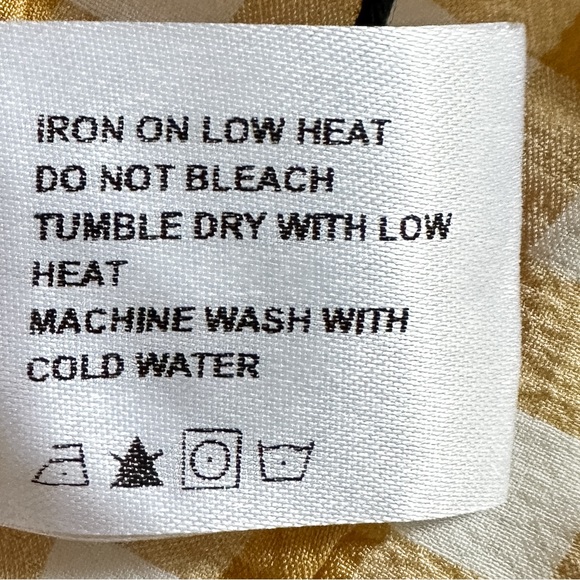 IRON ON LOW HEAT
DO NOT BLEACH
TUMBLE DRY WITH LOW
HEAT
MACHINE WASH WITH
COLD WATER